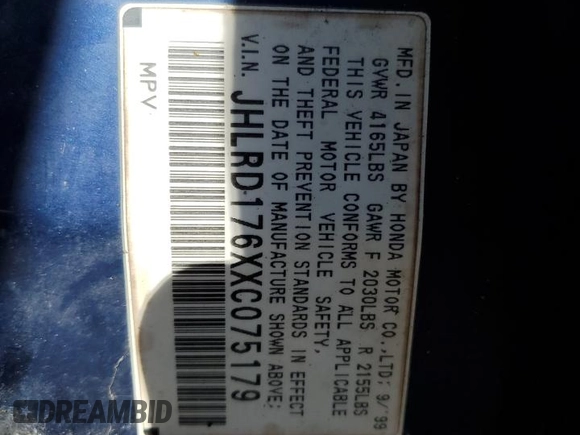 MFD. IN JAPAN BY HONDA MOTOR CO.,LTD; 9/'99
GVWR 4165LBS GAWR F 2030LBS R 2155LBS
THIS VEHICLE CONFORMS TO ALL APPLICABLE
FEDERAL MOTOR VEHICLE SAFETY,
AND THEFT PREVENTION STANDARDS IN EFFECT
ON THE DATE OF MANUFACTURE SHOWN ABOVE;
V.I.N. JHLRD176XXC075179
MPV
DREAMBID